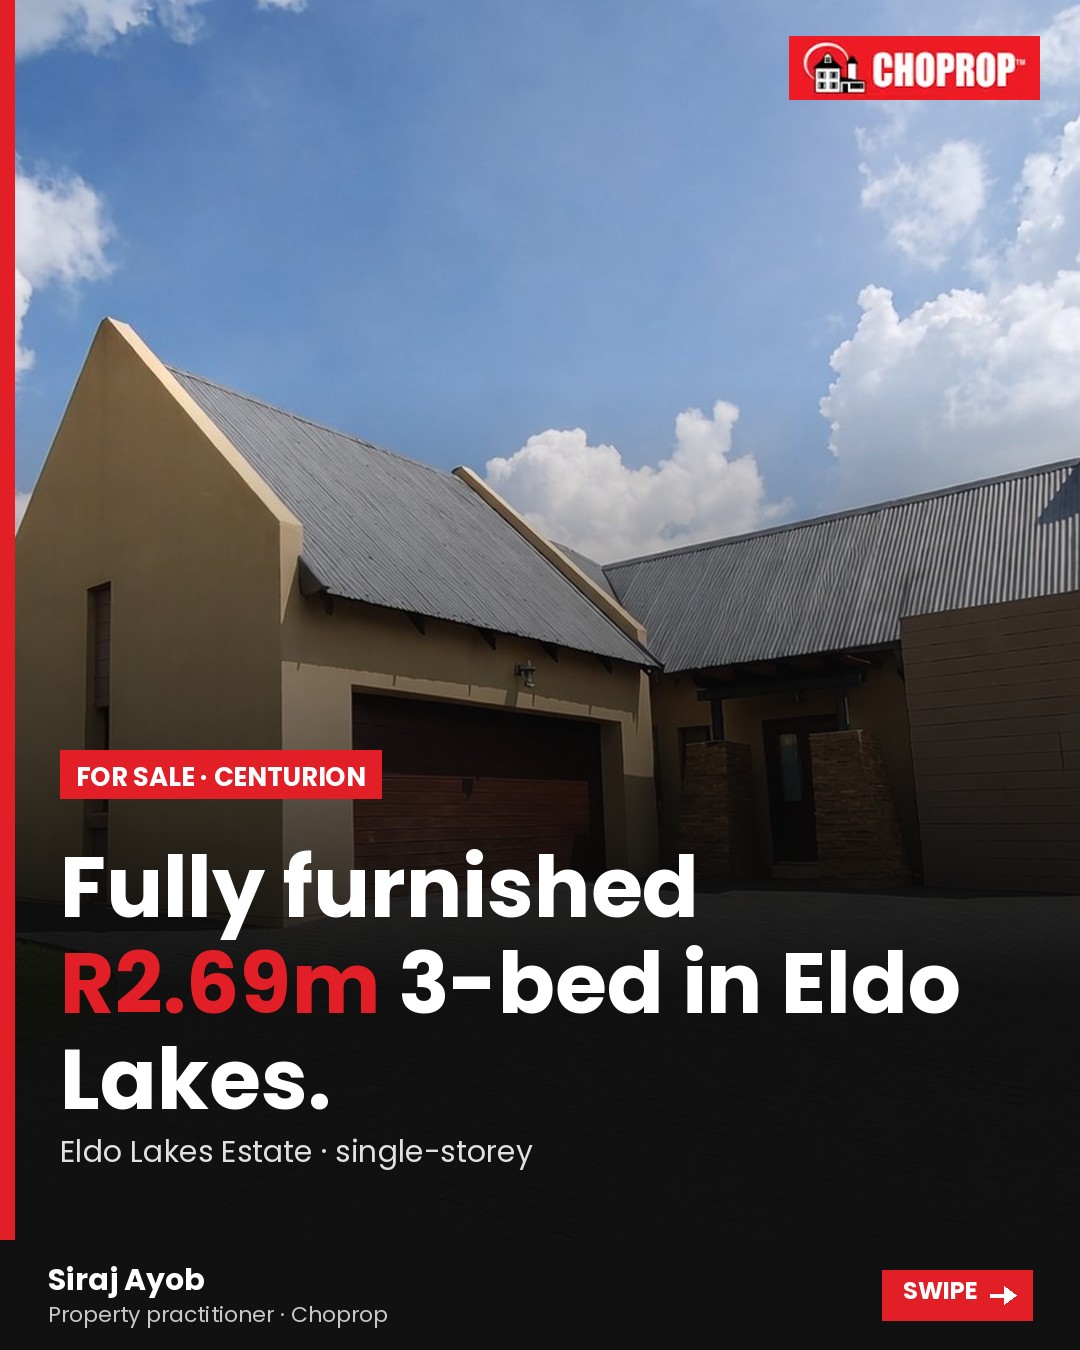 CHOPROP™
FOR SALE · CENTURION
Fully furnished
R2.69m 3-bed in Eldo
Lakes.
Eldo Lakes Estate · single-storey
Siraj Ayob
Property practitioner · Choprop
SWIPE →